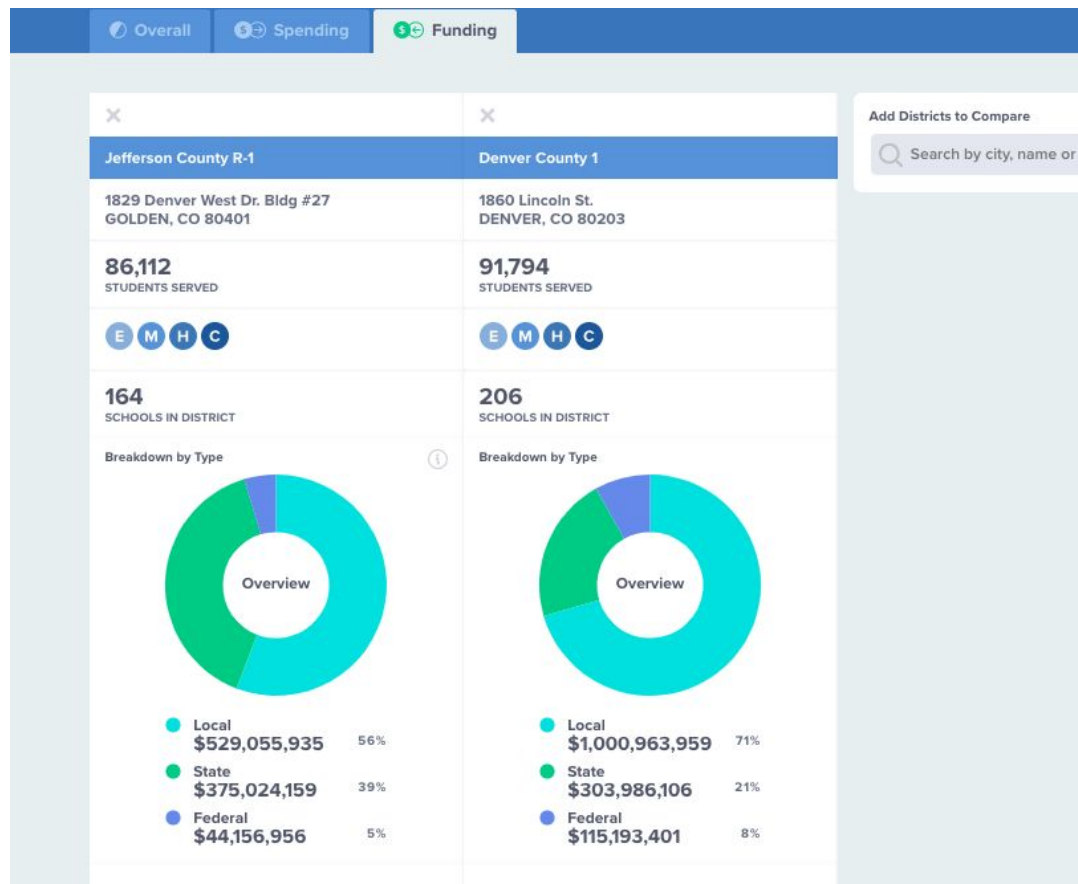 Overall
Spending
Funding
Add Districts to Compare
Search by city, name or
Jefferson County R-1
Denver County 1
1829 Denver West Dr. Bldg #27
GOLDEN, CO 80401
1860 Lincoln St.
DENVER, CO 80203
86,112
STUDENTS SERVED
91,794
STUDENTS SERVED
E M H C
E M H C
164
SCHOOLS IN DISTRICT
206
SCHOOLS IN DISTRICT
Breakdown by Type
Overview
Local
$529,055,935 56%
State
$375,024,159 39%
Federal
$44,156,956 5%
Breakdown by Type
Overview
Local
$1,000,963,959 71%
State
$303,986,106 21%
Federal
$115,193,401 8%